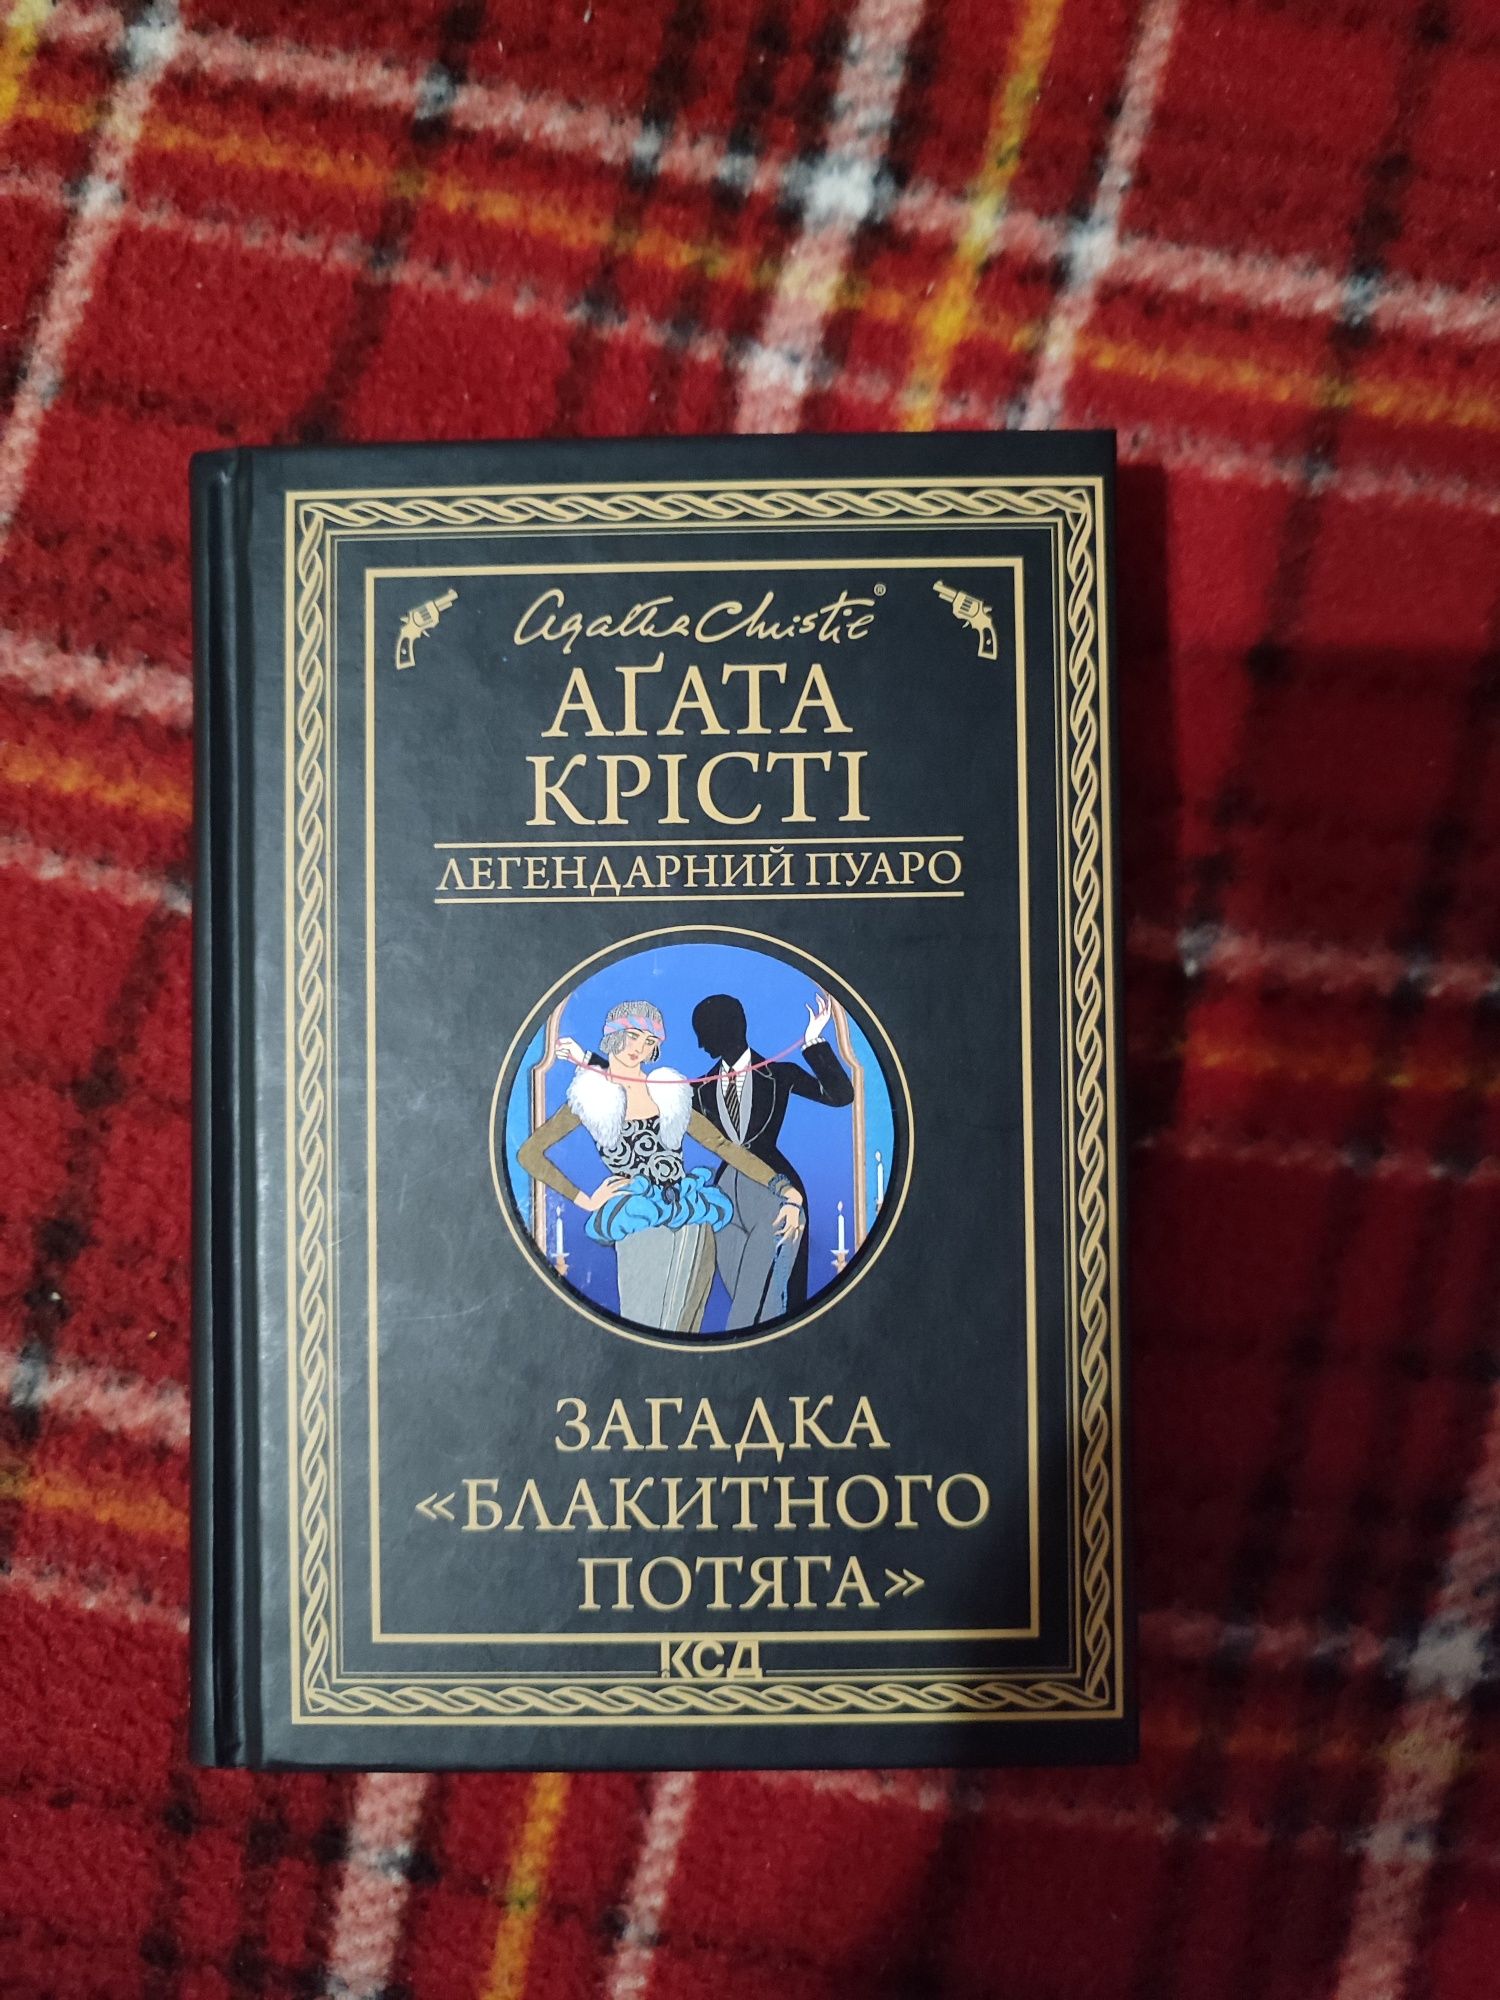 Agatha Christie®
АҐАТА
КРІСТІ
ЛЕГЕНДАРНИЙ ПУАРО
ЗАГАДКА
«БЛАКИТНОГО
ПОТЯГА»
КСД